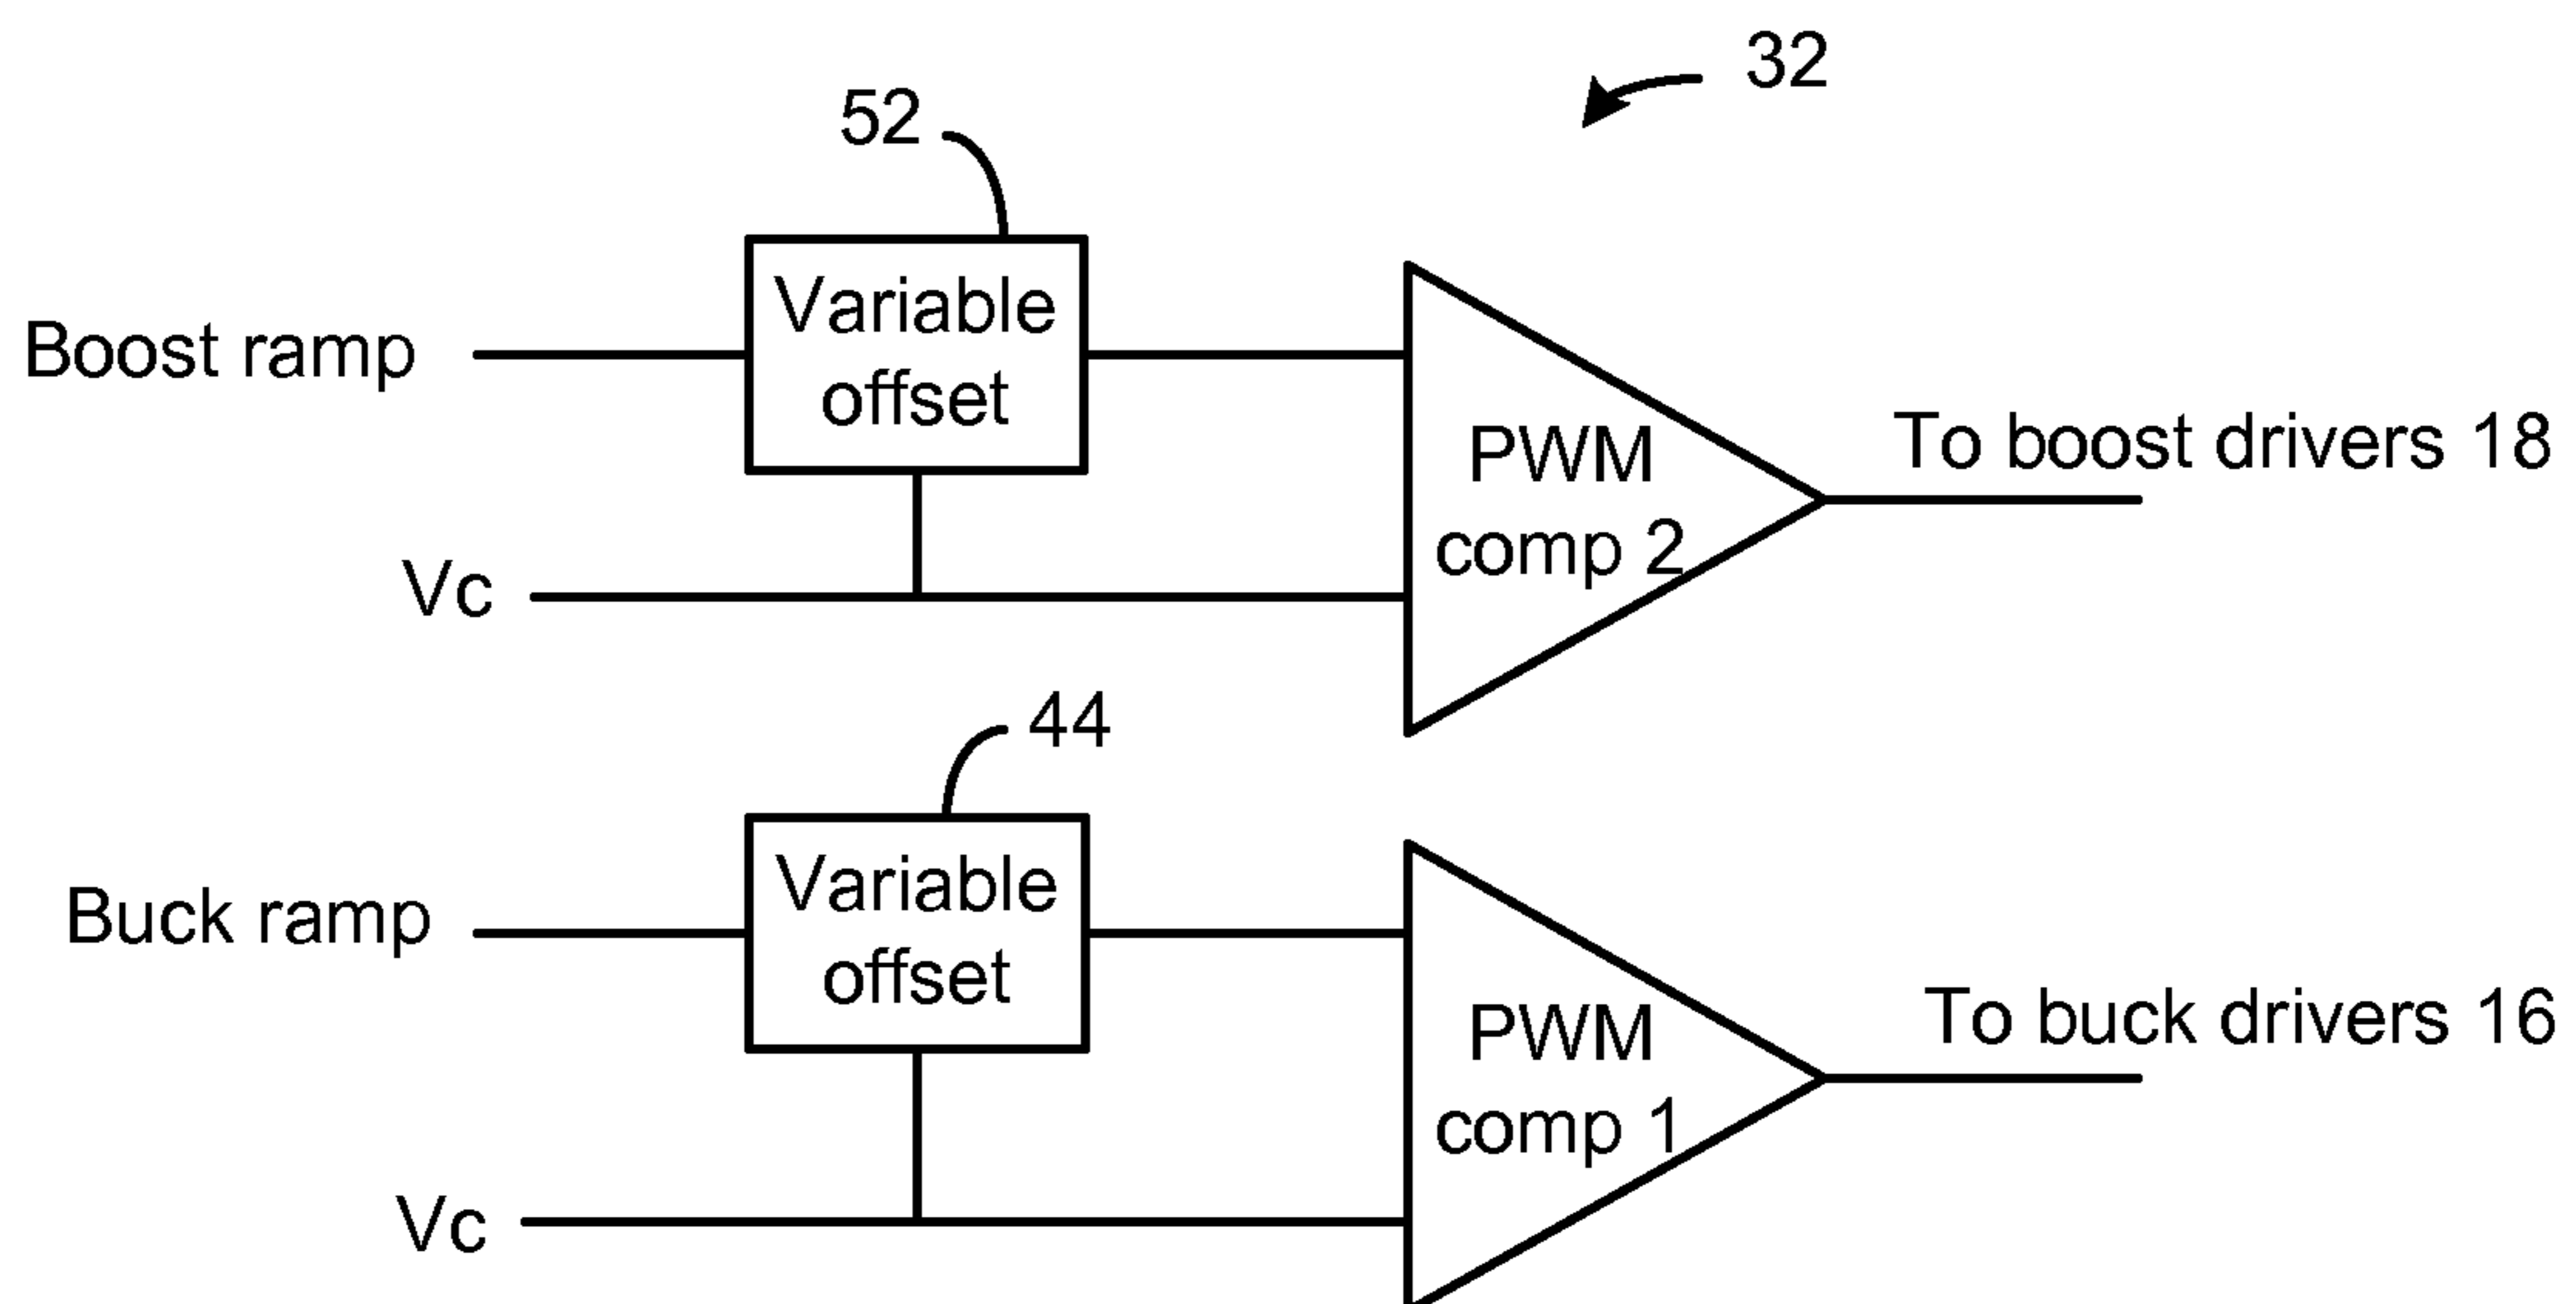 32
52
Variable
offset
Boost ramp
PWM
comp 2
To boost drivers 18
Vc
44
Variable
offset
Buck ramp
PWM
comp 1
To buck drivers 16
Vc